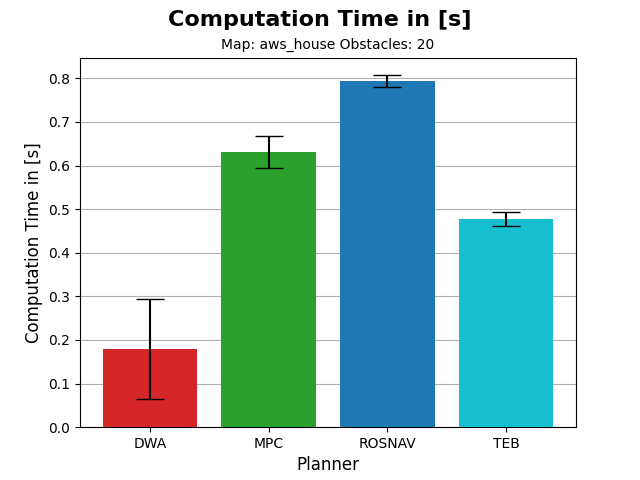 Computation Time in [s]
Map: aws_house Obstacles: 20
Computation Time in [s]
0.8
0.7
0.6
0.5
0.4
0.3
0.2
0.1
0.0
DWA MPC ROSNAV TEB
Planner